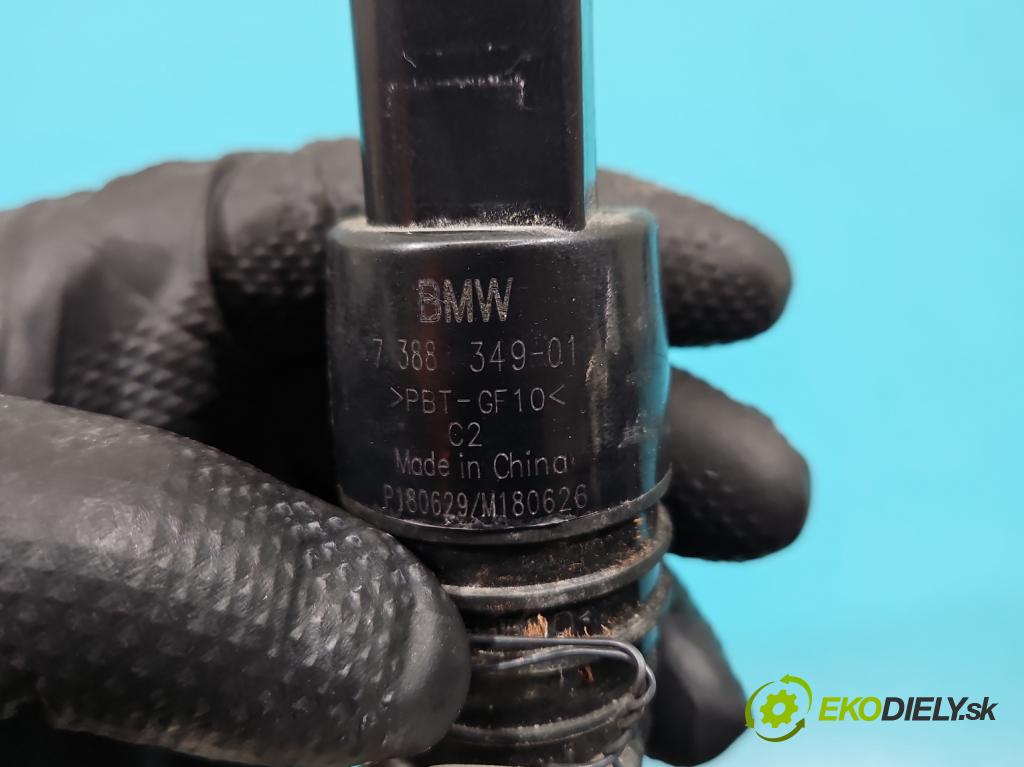 BMW
7 388 349-01
>PBT-GF10<
C2
Made in China
P180629/M180626
EKODIELY.sk